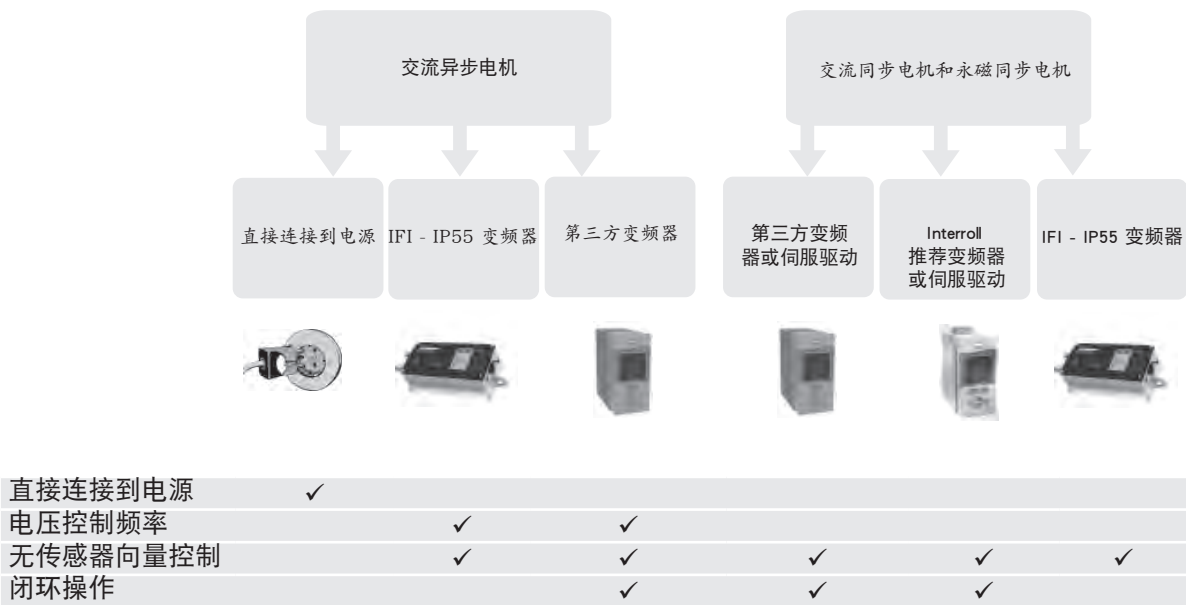 交流异步电机
交流同步电机和永磁同步电机
直接连接到电源
IFI - IP55 变频器
第三方变频器
第三方变频
器或伺服驱动
Interroll
推荐变频器
或伺服驱动
IFI - IP55 变频器
直接连接到电源 ✓
电压控制频率 ✓ ✓
无传感器向量控制 ✓ ✓ ✓ ✓ ✓
闭环操作 ✓ ✓ ✓